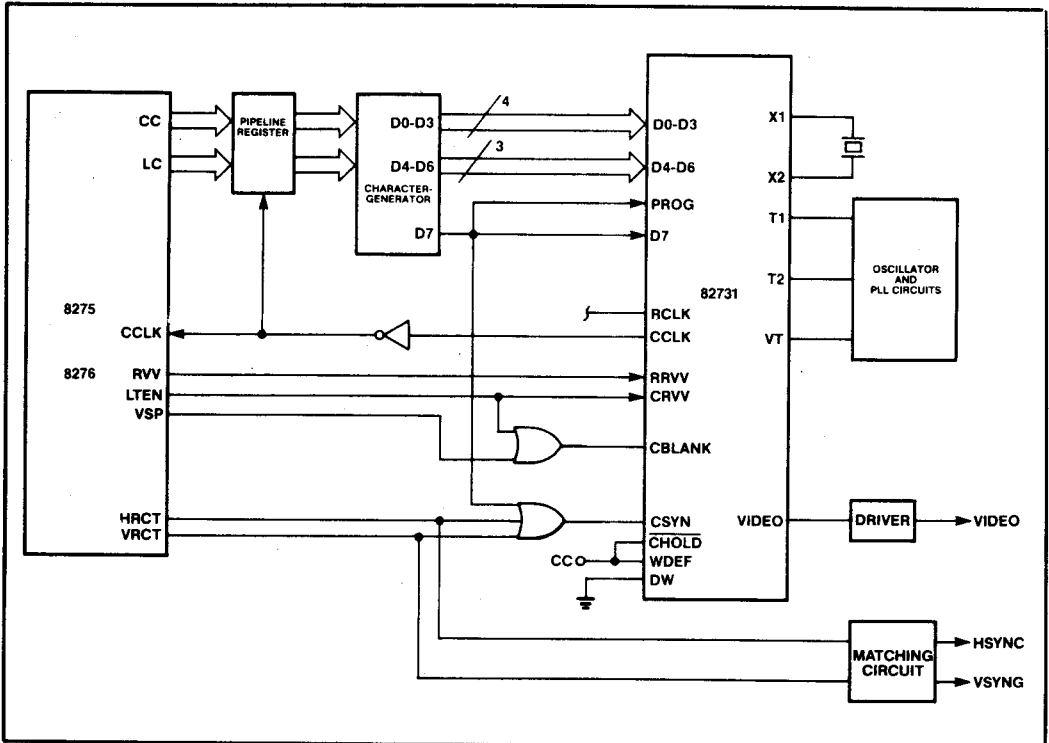 CC
LC
8275
CCLK
8276
RVV
LTEN
VSP
HRCT
VRCT
PIPELINE
REGISTER
D0-D3
D4-D6
CHARACTER-
GENERATOR
D7
4
3
D0-D3
D4-D6
PROG
D7
82731
RCLK
CCLK
RRVV
CRVV
CBLANK
CSYN
CHOLD
WDEF
DW
CC
X1
X2
T1
T2
VT
VIDEO
OSCILLATOR
AND
PLL CIRCUITS
DRIVER
VIDEO
MATCHING
CIRCUIT
HSYNC
VSYNG